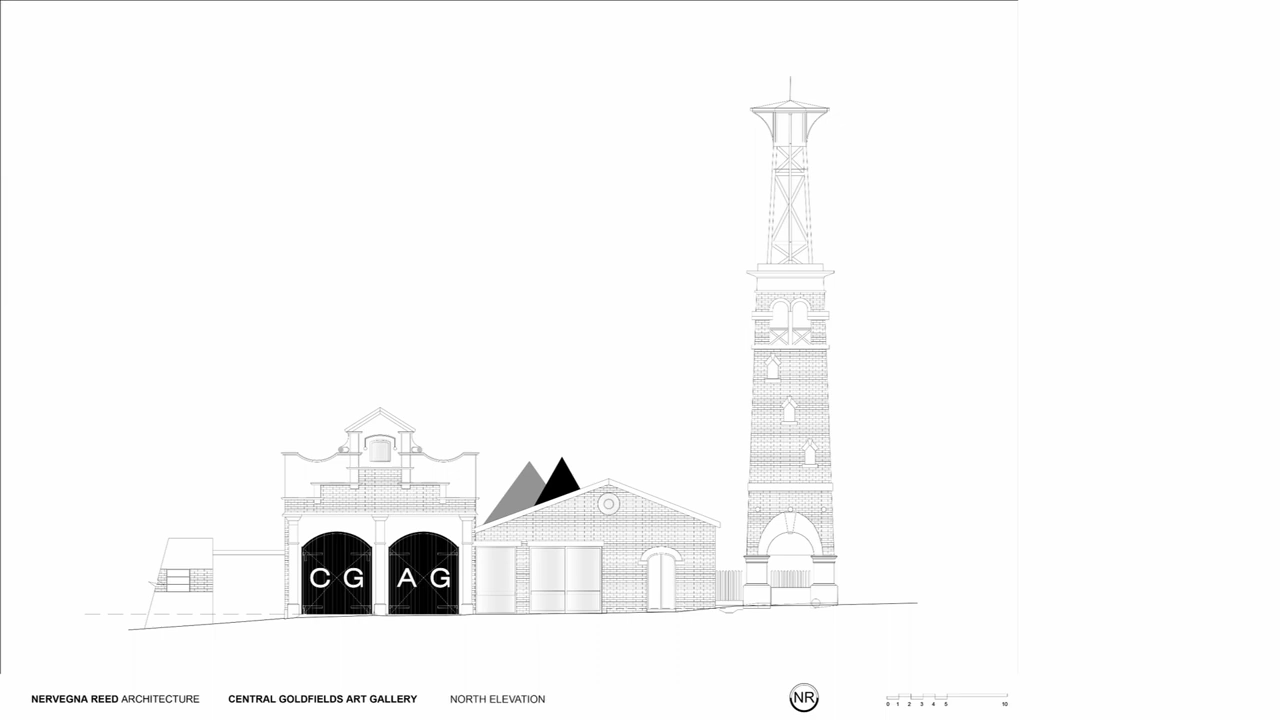 C G A G
NERVEGNA REED ARCHITECTURE CENTRAL GOLDFIELDS ART GALLERY NORTH ELEVATION NR
0 1 2 3 4 5 10